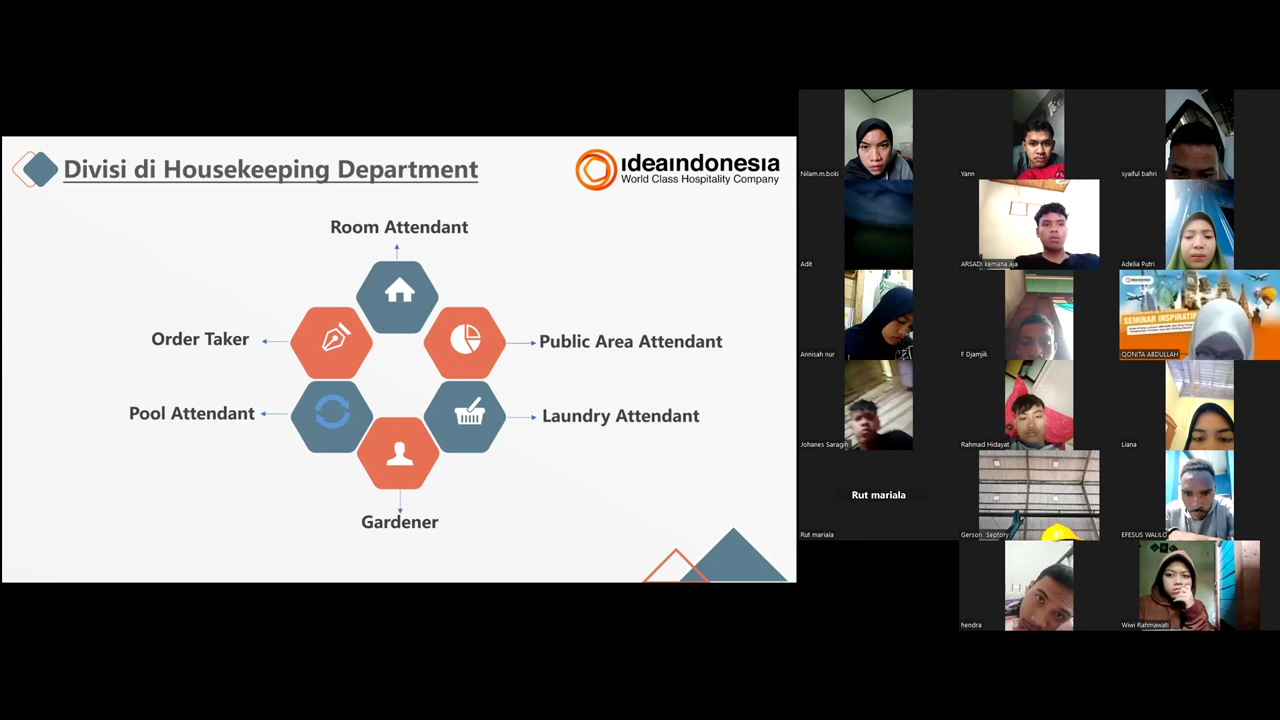 Divisi di Housekeeping Department
ideaindonesia
World Class Hospitality Company
Room Attendant
Order Taker
Public Area Attendant
Pool Attendant
Laundry Attendant
Gardener
Nilam.m.boki
Yann
syaiful bahri
Adit
ARSADI kemana aja
Adelia Putri
Annisah nur
F Djamjik
SEMINAR INSPIRATIF
QONITA ABDULLAH
Johanes Saragih
Rahmad Hidayat
Liana
Rut mariala
Rut mariala
Gerson Septory
EFESUS WALILO
hendra
Wiwi Rahmawati